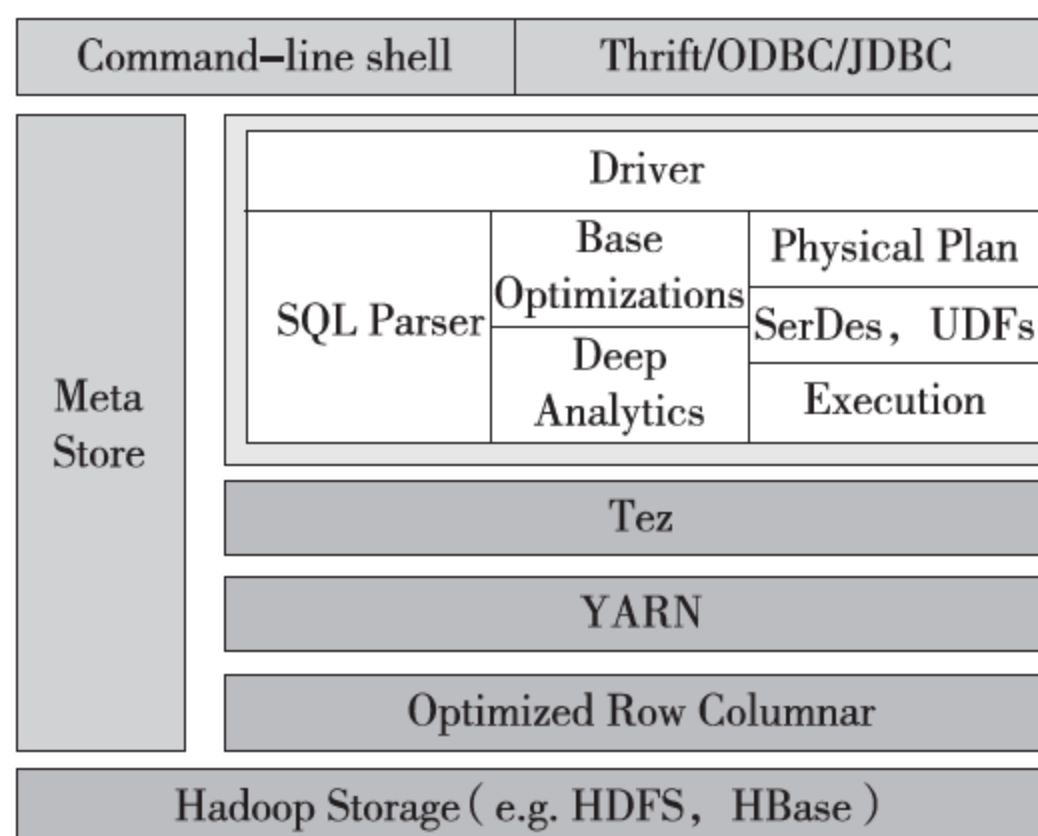 Command–line shell
Thrift/ODBC/JDBC
Meta
Store
Driver
SQL Parser
Base
Optimizations
Deep
Analytics
Physical Plan
SerDes，UDFs
Execution
Tez
YARN
Optimized Row Columnar
Hadoop Storage（e.g. HDFS，HBase）